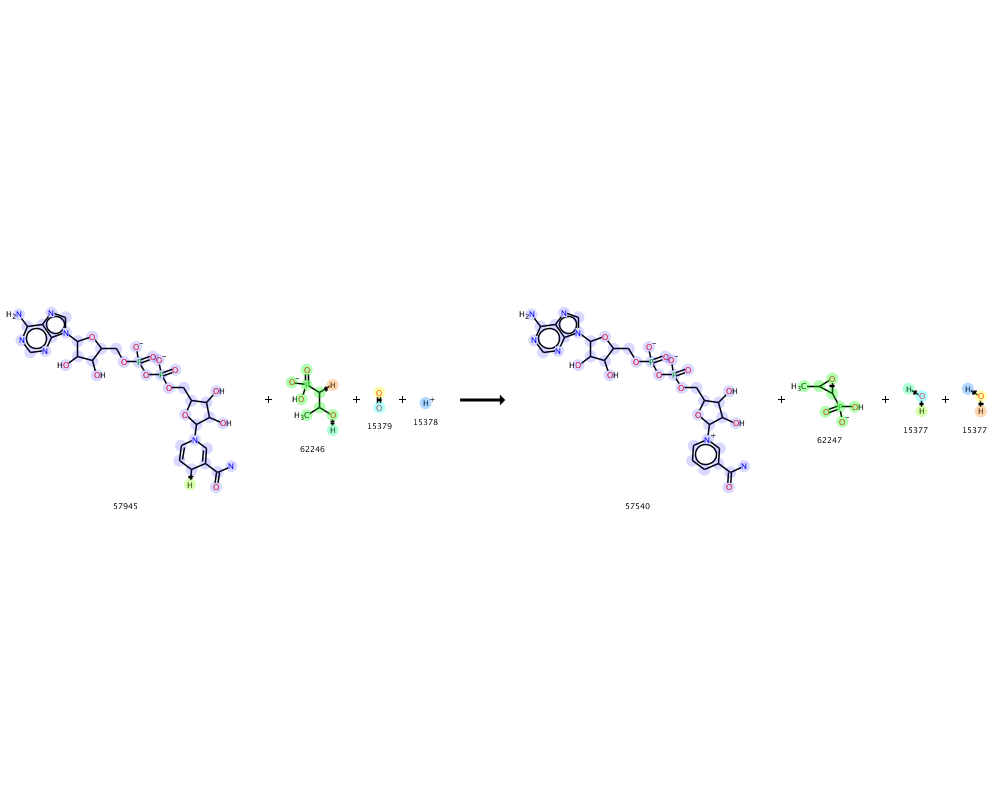 H₂N N N N N N O HO OH O O⁻ P O O O⁻ P O O OH O OH N N O H
57945
+
O O⁻ P HO H H₃C O H
62246
+
O O
15379
+
H⁺
15378
H₂N N N N N N O HO OH O O⁻ P O O O⁻ P O O OH O OH N⁺ N O
57540
+
H₃C O P OH O O⁻
62247
+
H O H
15377
+
H O H
15377